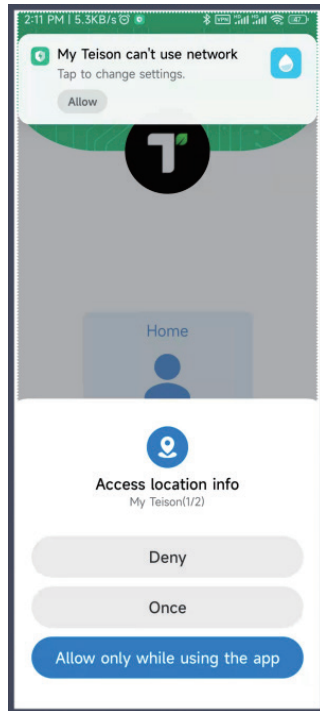 2:11 PM | 5.3KB/s
My Teison can't use network
Tap to change settings.
Allow
T
Home
Access location info
My Teison(1/2)
Deny
Once
Allow only while using the app